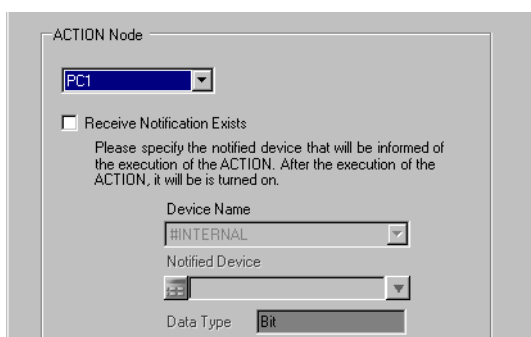 ACTION Node
PC1
Receive Notification Exists
Please specify the notified device that will be informed of
the execution of the ACTION. After the execution of the
ACTION, it will be is turned on.
Device Name
#INTERNAL
Notified Device
Data Type Bit